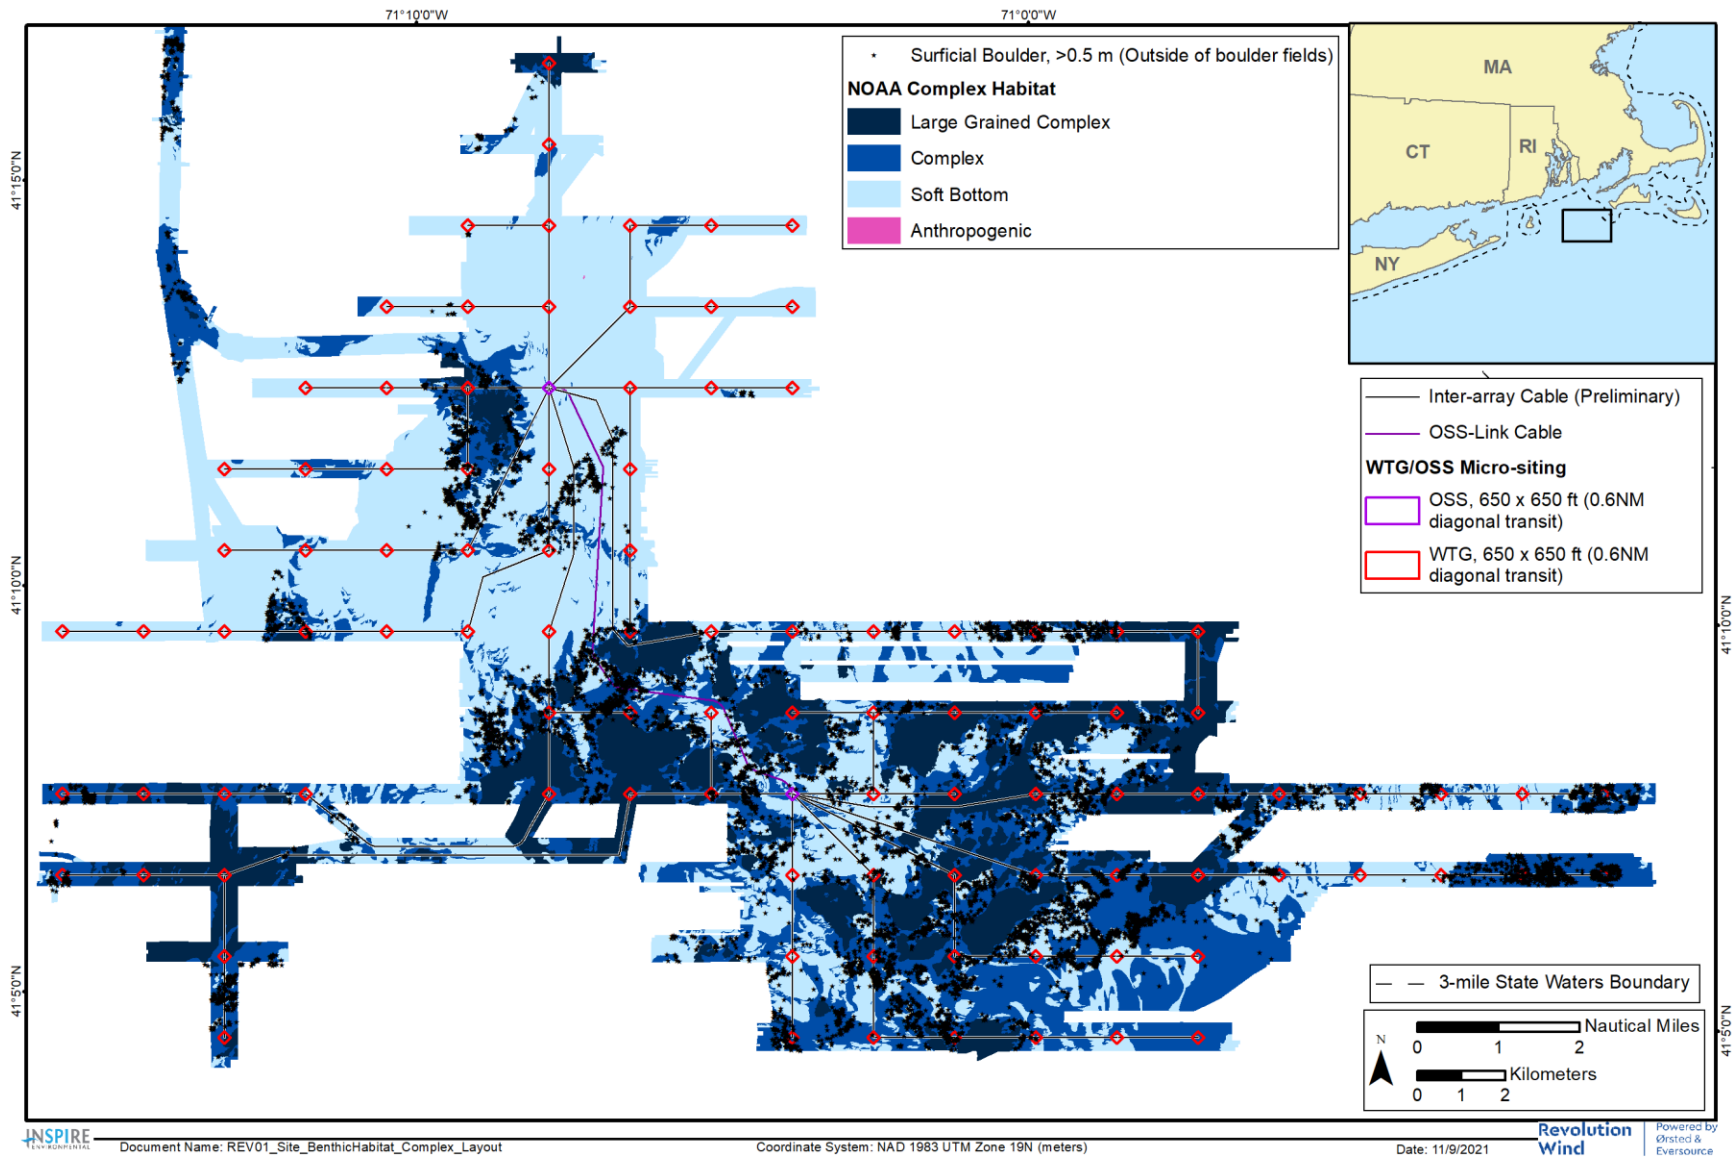 71°10'0"W
71°0'0"W
Surficial Boulder, >0.5 m (Outside of boulder fields)
NOAA Complex Habitat
Large Grained Complex
Complex
Soft Bottom
Anthropogenic
MA
CT
RI
NY
41°15'0"N
41°10'0"N
41°5'0"N
41°10'0"N
41°5'0"N
Inter-array Cable (Preliminary)
OSS-Link Cable
WTG/OSS Micro-siting
OSS, 650 x 650 ft (0.6NM
diagonal transit)
WTG, 650 x 650 ft (0.6NM
diagonal transit)
3-mile State Waters Boundary
N
Nautical Miles
0 1 2
Kilometers
0 1 2
INSPIRE
ENVIRONMENTAL
Document Name: REV01_Site_BenthicHabitat_Complex_Layout
Coordinate System: NAD 1983 UTM Zone 19N (meters)
Date: 11/9/2021
Revolution
Wind
Powered by
Ørsted &
Eversource